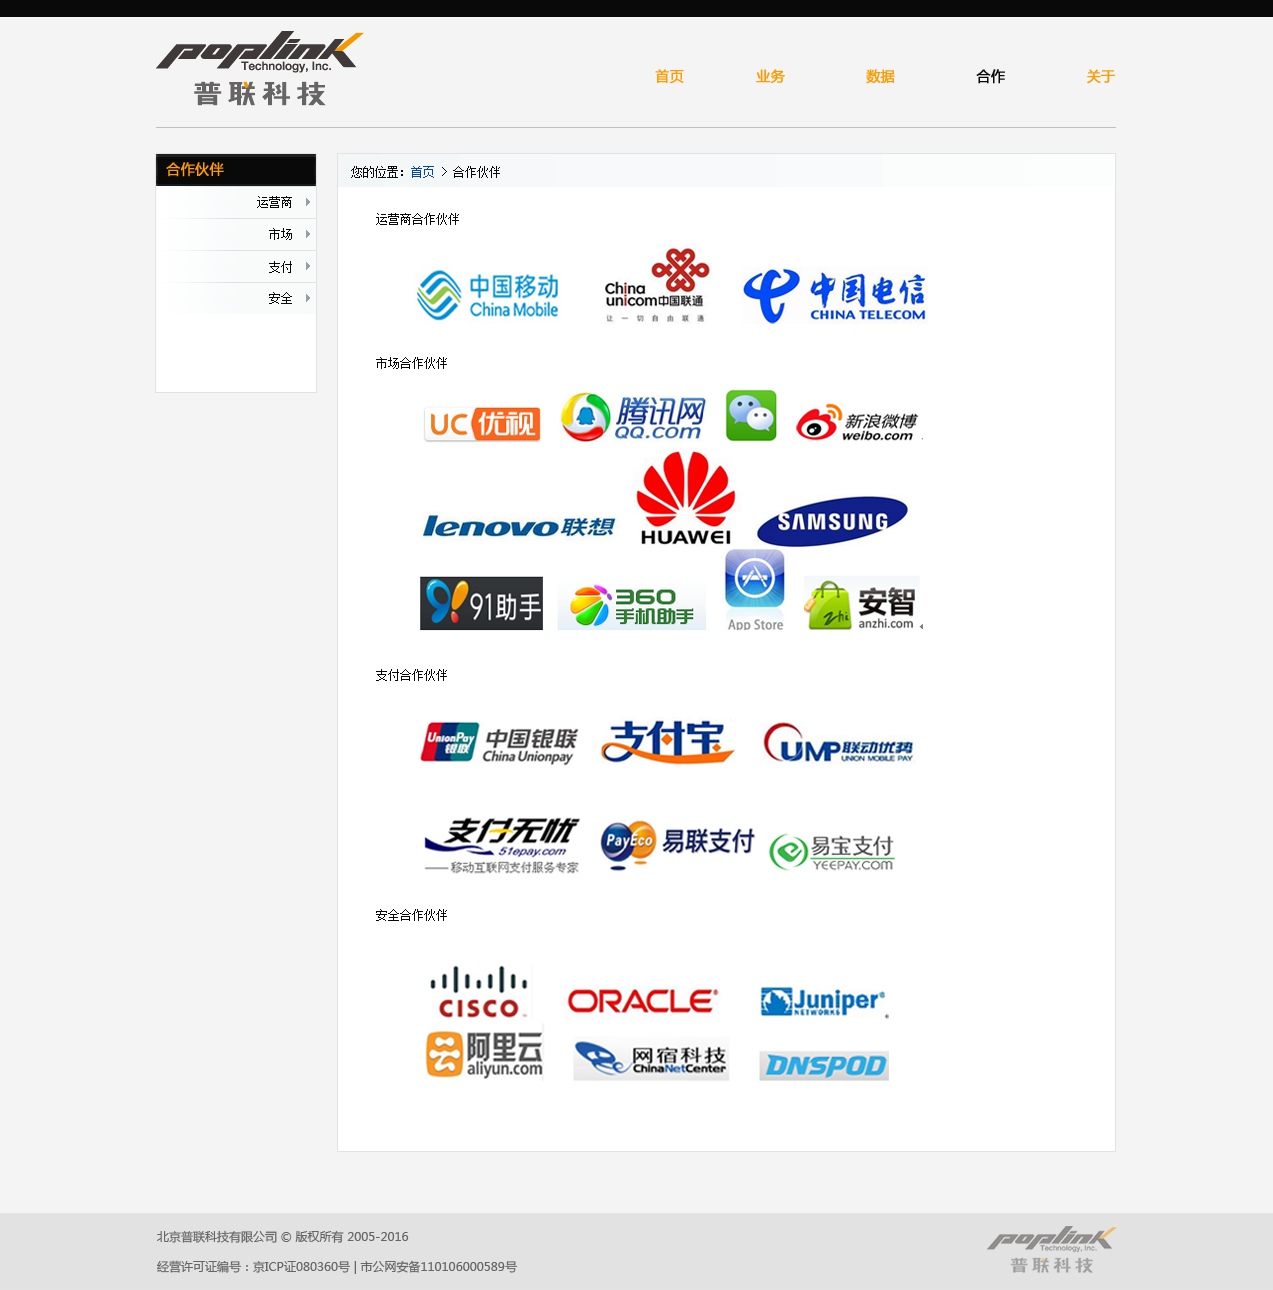 poplink
Technology, Inc.
普联科技
首页 业务 数据 合作 关于
合作伙伴
运营商
市场
支付
安全
您的位置：首页 > 合作伙伴
运营商合作伙伴
中国移动
China Mobile
China
unicom中国联通
让一切自由联通
中国电信
CHINA TELECOM
市场合作伙伴
UC优视
腾讯网
QQ.com
新浪微博
weibo.com
lenovo联想
HUAWEI
SAMSUNG
91助手
360
手机助手
App Store
zhi
安智
anzhi.com
支付合作伙伴
UnionPay
银联
中国银联
China Unionpay
支付宝
UMP联动优势
UNION MOBILE PAY
支付无忧
51epay.com
——移动互联网支付服务专家
PayEco
易联支付
易宝支付
YEEPAY.COM
安全合作伙伴
CISCO
ORACLE
Juniper
NETWORKS
阿里云
aliyun.com
网宿科技
ChinaNetCenter
DNSPOD
北京普联科技有限公司 © 版权所有 2005-2016
经营许可证编号：京ICP证080360号 | 市公网安备110106000589号
poplink
Technology, Inc.
普联科技